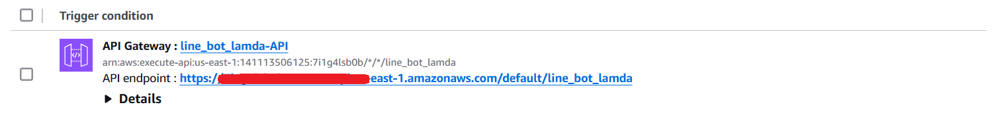 Trigger condition
API Gateway : line_bot_lamda-API
arn:aws:execute-api:us-east-1:141113506125:7i1g4lsb0b/*/*/line_bot_lamda
API endpoint : https:// -east-1.amazonaws.com/default/line_bot_lamda
Details